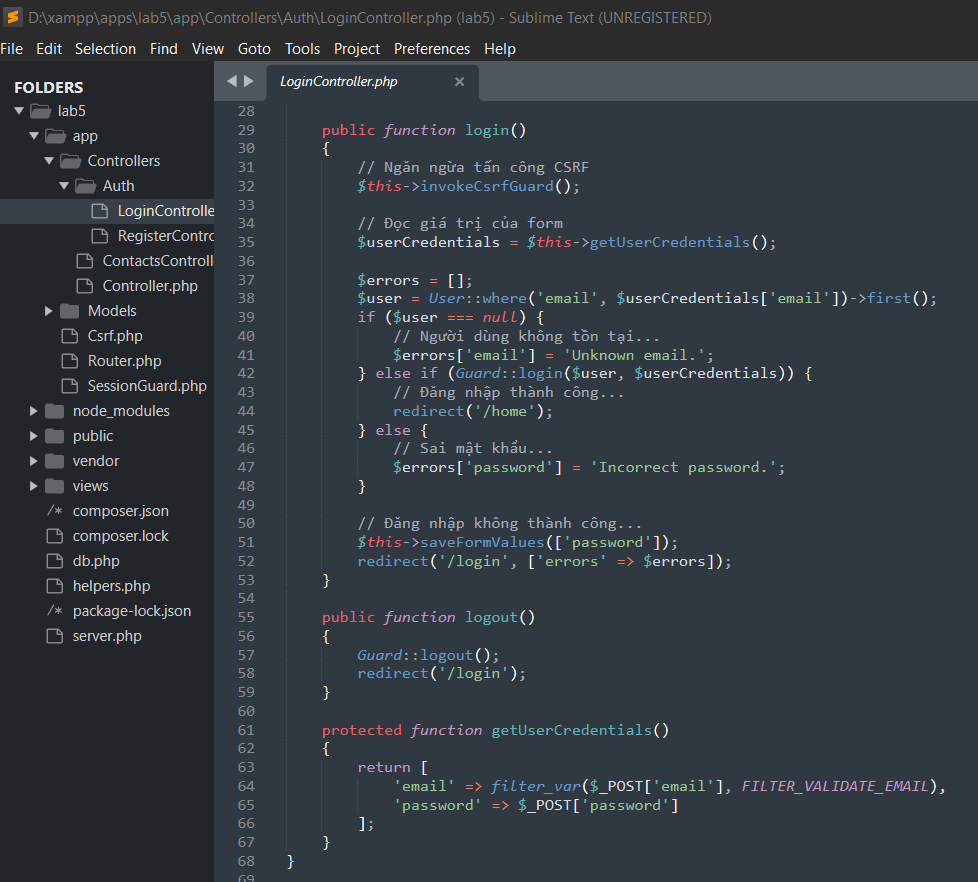 D:\xampp\apps\lab5\app\Controllers\Auth\LoginController.php (lab5) - Sublime Text (UNREGISTERED)
File Edit Selection Find View Goto Tools Project Preferences Help
FOLDERS
lab5
app
Controllers
Auth
LoginControlle
RegisterContro
ContactsControll
Controller.php
Models
Csrf.php
Router.php
SessionGuard.php
node_modules
public
vendor
views
/* composer.json
composer.lock
db.php
helpers.php
/* package-lock.json
server.php
LoginController.php ×
28
29 public function login()
30 {
31 // Ngăn ngừa tấn công CSRF
32 $this->invokeCsrfGuard();
33
34 // Đọc giá trị của form
35 $userCredentials = $this->getUserCredentials();
36
37 $errors = [];
38 $user = User::where('email', $userCredentials['email'])->first();
39 if ($user === null) {
40 // Người dùng không tồn tại...
41 $errors['email'] = 'Unknown email.';
42 } else if (Guard::login($user, $userCredentials)) {
43 // Đăng nhập thành công...
44 redirect('/home');
45 } else {
46 // Sai mật khẩu...
47 $errors['password'] = 'Incorrect password.';
48 }
49
50 // Đăng nhập không thành công...
51 $this->saveFormValues(['password']);
52 redirect('/login', ['errors' => $errors]);
53 }
54
55 public function logout()
56 {
57 Guard::logout();
58 redirect('/login');
59 }
60
61 protected function getUserCredentials()
62 {
63 return [
64 'email' => filter_var($_POST['email'], FILTER_VALIDATE_EMAIL),
65 'password' => $_POST['password']
66 ];
67 }
68 }
69